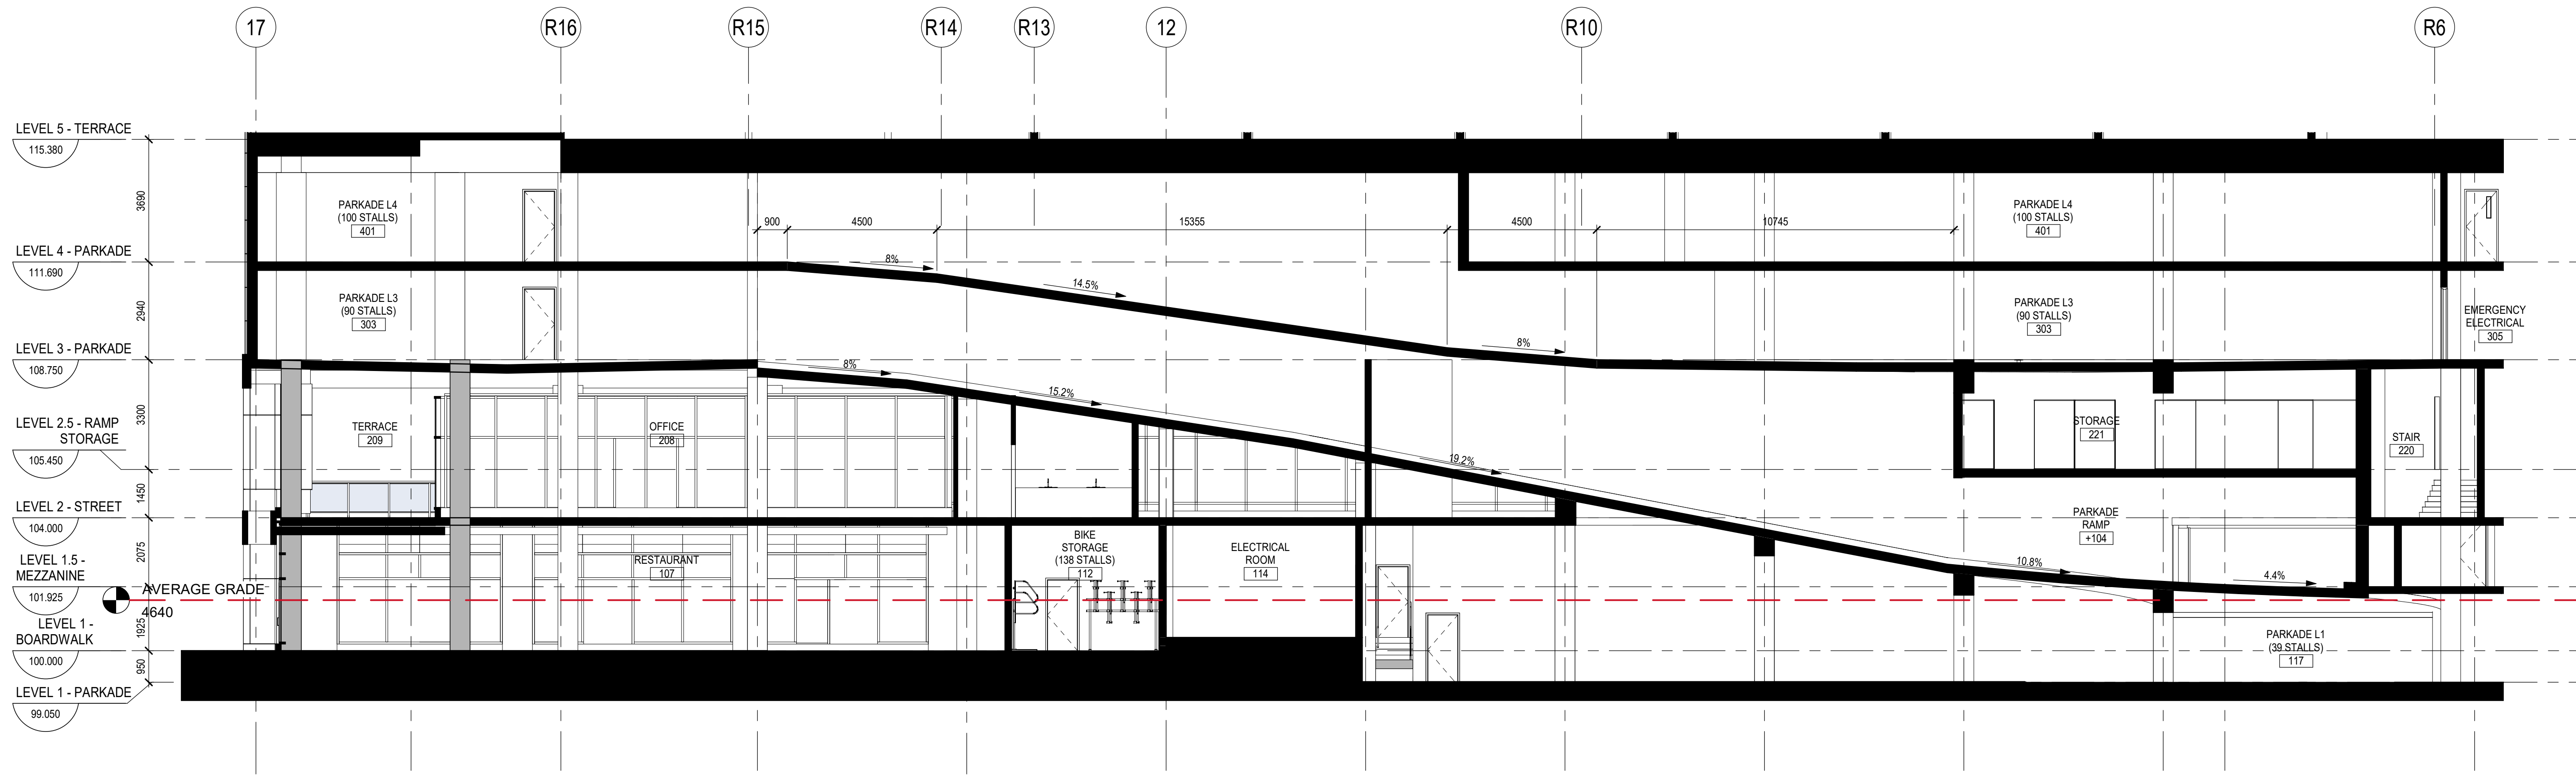 17
R16
R15
R14
R13
12
R10
R6
LEVEL 5 - TERRACE
115.380
3690
PARKADE L4
(100 STALLS)
401
900
4500
15355
4500
10745
PARKADE L4
(100 STALLS)
401
LEVEL 4 - PARKADE
111.690
8%
14.5%
2940
PARKADE L3
(90 STALLS)
303
PARKADE L3
(90 STALLS)
303
EMERGENCY
ELECTRICAL
305
8%
LEVEL 3 - PARKADE
108.750
8%
15.2%
3300
LEVEL 2.5 - RAMP
STORAGE
105.450
TERRACE
209
OFFICE
208
STORAGE
221
STAIR
220
19.2%
1450
LEVEL 2 - STREET
104.000
PARKADE
RAMP
+104
2075
LEVEL 1.5 -
MEZZANINE
101.925
RESTAURANT
107
BIKE
STORAGE
(138 STALLS)
112
ELECTRICAL
ROOM
114
10.8%
4.4%
AVERAGE GRADE
4640
1925
LEVEL 1 -
BOARDWALK
100.000
PARKADE L1
(39 STALLS)
117
950
LEVEL 1 - PARKADE
99.050